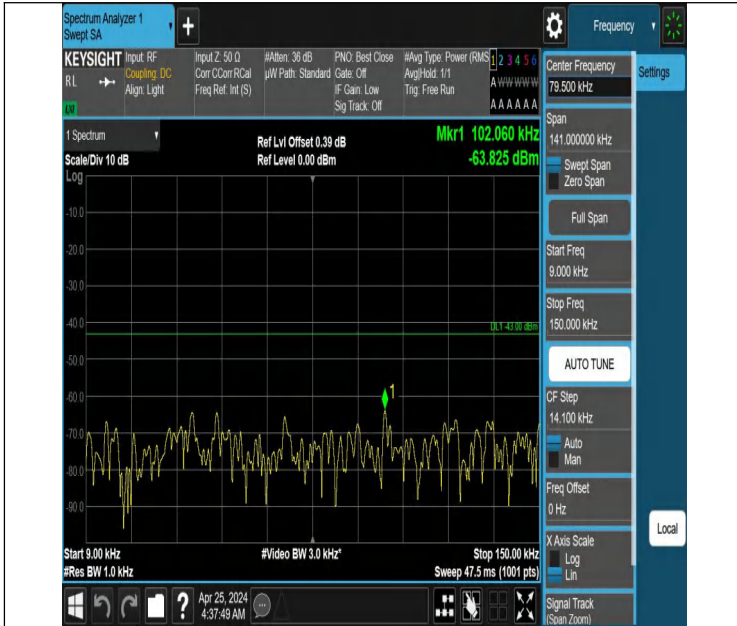 Spectrum Analyzer 1
Swept SA
+
Frequency
KEYSIGHT
RL
Input: RF
Coupling: DC
Align: Light
Input Z: 50 Ω
Corr CCorr RCal
Freq Ref: Int (S)
#Atten: 36 dB
µW Path: Standard
PNO: Best Close
Gate: Off
IF Gain: Low
Sig Track: Off
#Avg Type: Power (RMS
Avg|Hold: 1/1
Trig: Free Run
1 2 3 4 5 6
A W W W W W
A A A A A A
1 Spectrum
Scale/Div 10 dB
Log
Ref Lvl Offset 0.39 dB
Ref Level 0.00 dBm
Mkr1 102.060 kHz
-63.825 dBm
-10.0
-20.0
-30.0
-40.0
DL1 -43.00 dBm
-50.0
-60.0
1
-70.0
-80.0
-90.0
Start 9.00 kHz
#Res BW 1.0 kHz
#Video BW 3.0 kHz*
Stop 150.00 kHz
Sweep 47.5 ms (1001 pts)
?
Apr 25, 2024
4:37:49 AM
Center Frequency
79.500 kHz
Span
141.000000 kHz
Swept Span
Zero Span
Full Span
Start Freq
9.000 kHz
Stop Freq
150.000 kHz
AUTO TUNE
CF Step
14.100 kHz
Auto
Man
Freq Offset
0 Hz
X Axis Scale
Log
Lin
Signal Track
(Span Zoom)
Settings
Local